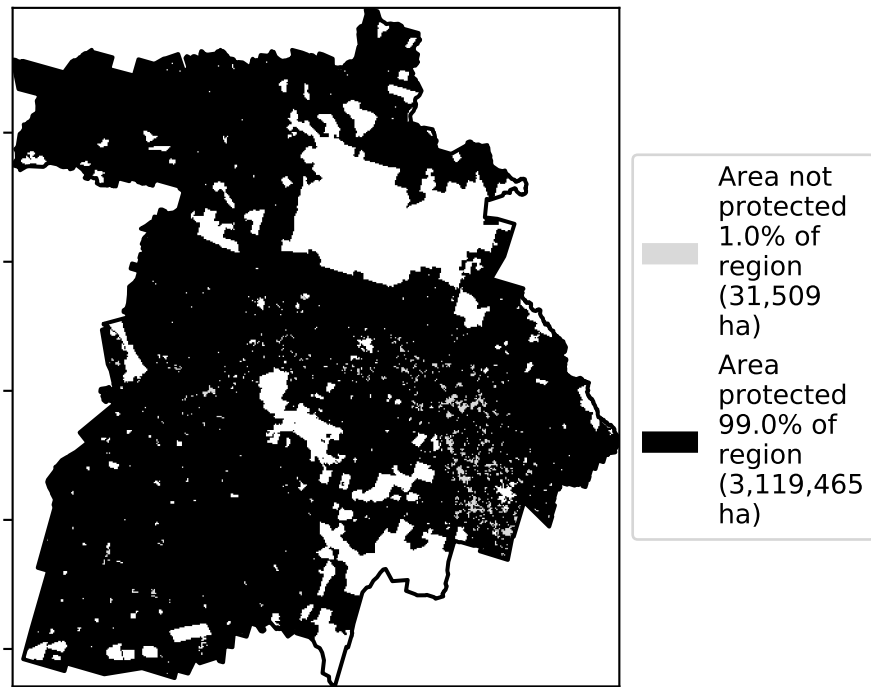 Area not
protected
1.0% of
region
(31,509
ha)
Area
protected
99.0% of
region
(3,119,465
ha)